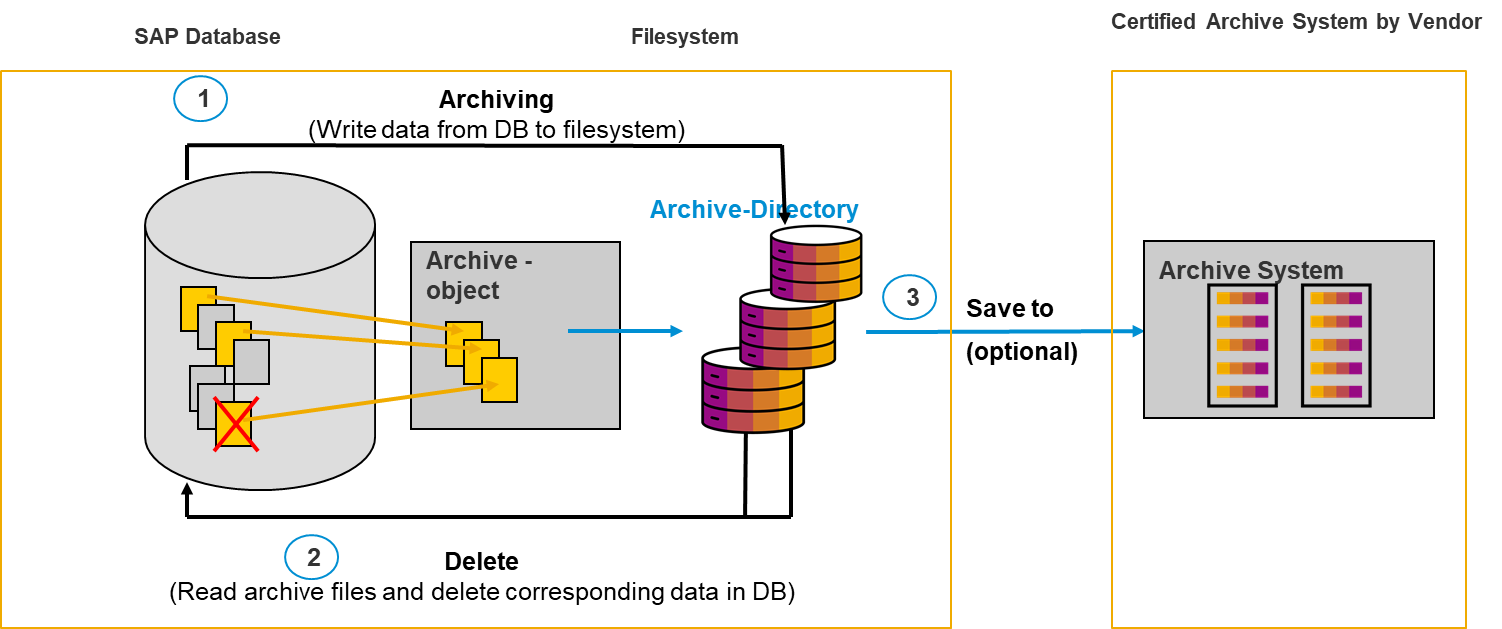 SAP Database
Filesystem
Certified Archive System by Vendor
1
Archiving
(Write data from DB to filesystem)
Archive-Directory
Archive -
object
3
Save to
(optional)
Archive System
2
Delete
(Read archive files and delete corresponding data in DB)